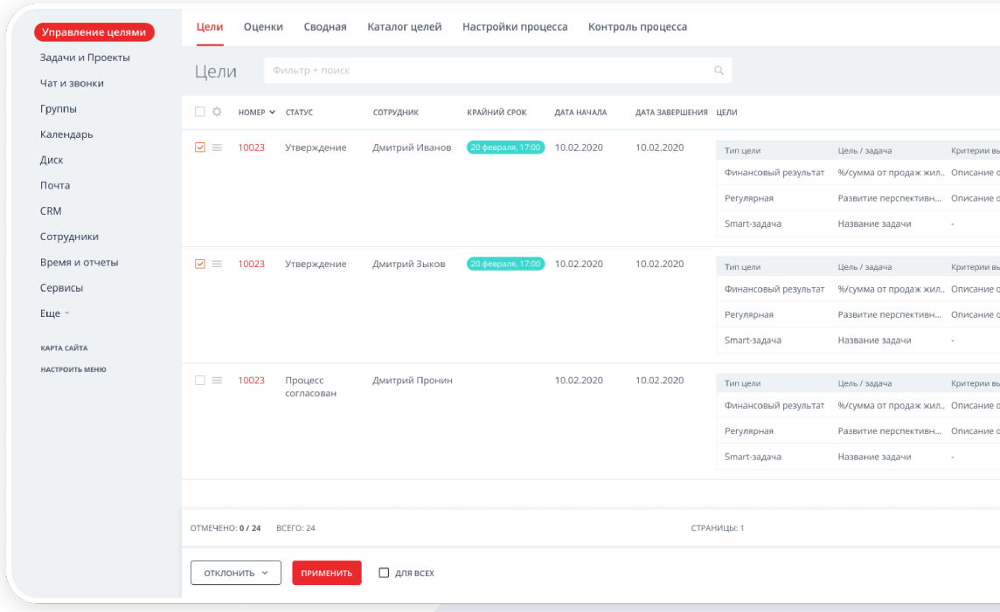 Управление целями
Задачи и Проекты
Чат и звонки
Группы
Календарь
Диск
Почта
CRM
Сотрудники
Время и отчеты
Сервисы
Еще
КАРТА САЙТА
НАСТРОИТЬ МЕНЮ
Цели Оценки Сводная Каталог целей Настройки процесса Контроль процесса
Цели Фильтр + поиск
НОМЕР СТАТУС СОТРУДНИК КРАЙНИЙ СРОК ДАТА НАЧАЛА ДАТА ЗАВЕРШЕНИЯ ЦЕЛИ
10023 Утверждение Дмитрий Иванов 20 февраля, 17:00 10.02.2020 10.02.2020
Тип цели Цель / задача Критерии вы
Финансовый результат %/сумма от продаж жил.. Описание о
Регулярная Развитие перспективн... Описание о
Smart-задача Название задачи -
10023 Утверждение Дмитрий Зыков 20 февраля, 17:00 10.02.2020 10.02.2020
Тип цели Цель / задача Критерии вы
Финансовый результат %/сумма от продаж жил.. Описание о
Регулярная Развитие перспективн... Описание о
Smart-задача Название задачи -
10023 Процесс согласован Дмитрий Пронин 10.02.2020 10.02.2020
Тип цели Цель / задача Критерии вы
Финансовый результат %/сумма от продаж жил.. Описание о
Регулярная Развитие перспективн... Описание о
Smart-задача Название задачи -
ОТМЕЧЕНО: 0 / 24 ВСЕГО: 24 СТРАНИЦЫ: 1
ОТКЛОНИТЬ ПРИМЕНИТЬ ДЛЯ ВСЕХ